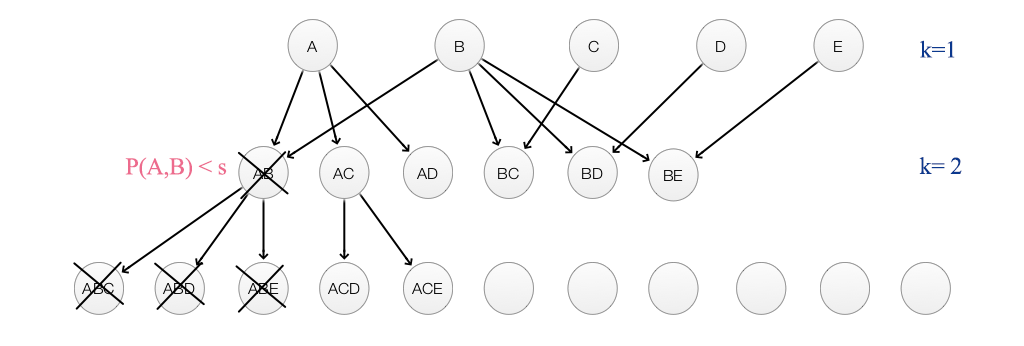 A B C D E k=1
P(A,B) < s AB AC AD BC BD BE k= 2
ABC ABD ABE ACD ACE